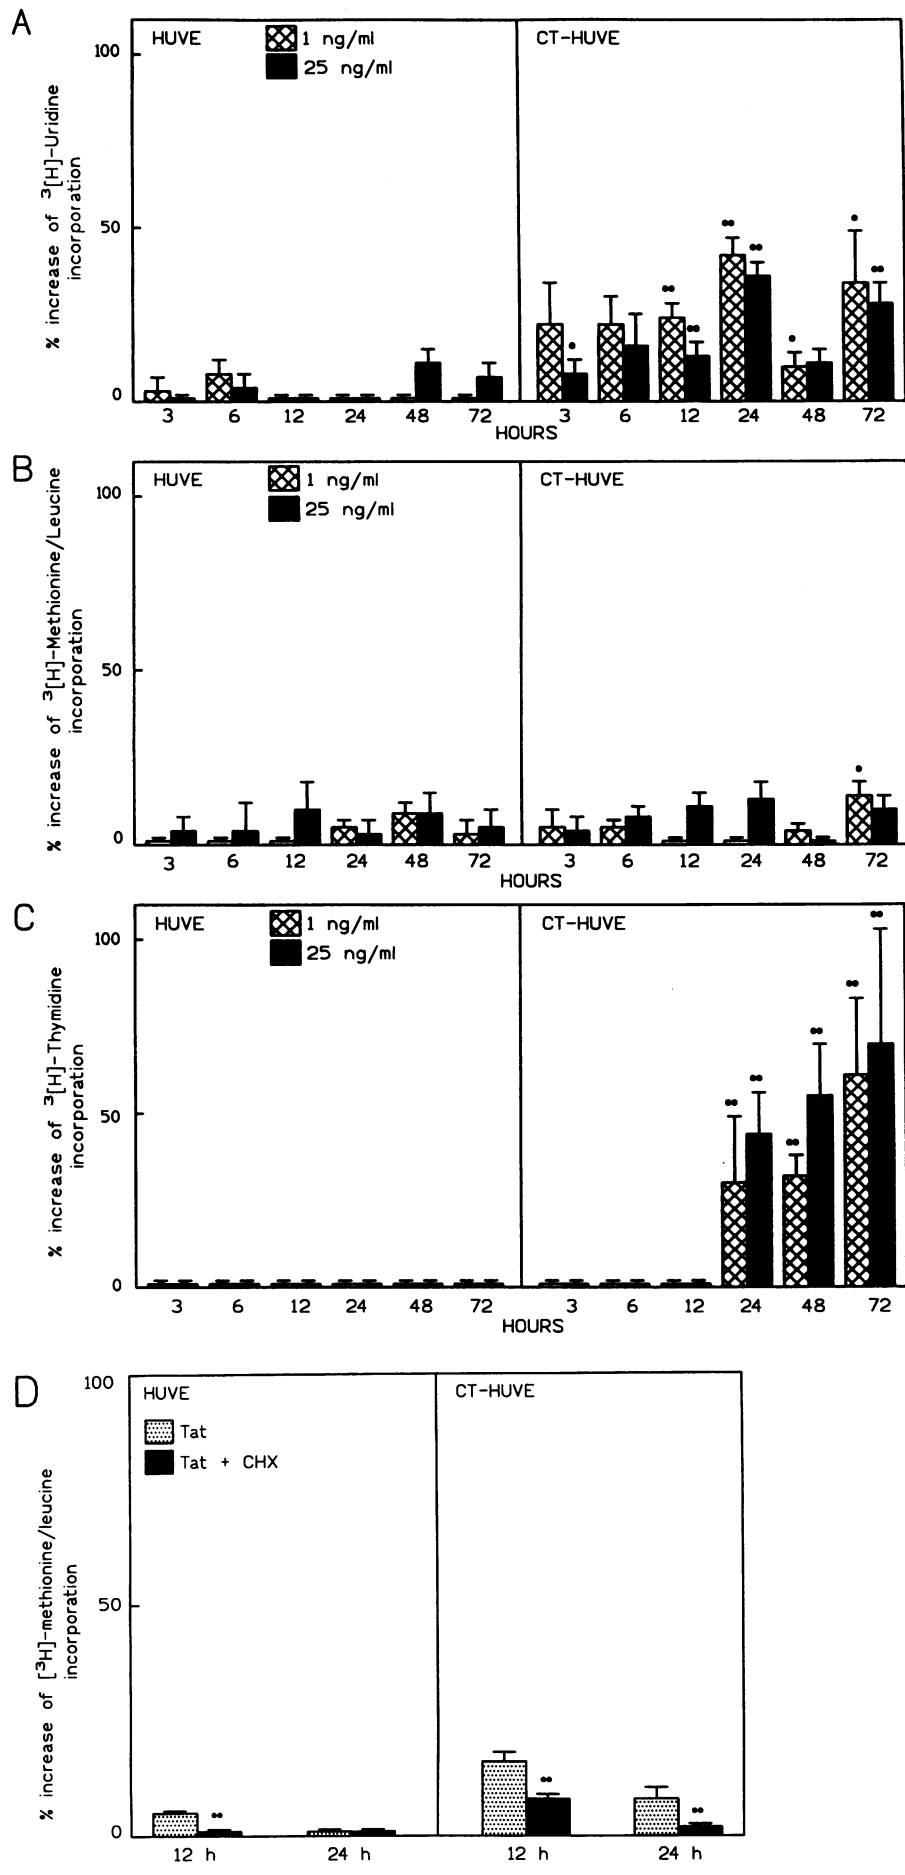 A
HUVE
1 ng/ml
25 ng/ml
CT-HUVE
% increase of ³[H]-Uridine
incorporation
100
50
0
3 6 12 24 48 72 3 6 12 24 48 72
HOURS
B
HUVE
1 ng/ml
25 ng/ml
CT-HUVE
% increase of ³[H]-Methionine/Leucine
incorporation
100
50
0
3 6 12 24 48 72 3 6 12 24 48 72
HOURS
C
HUVE
1 ng/ml
25 ng/ml
CT-HUVE
% increase of ³[H]-Thymidine
incorporation
100
50
0
3 6 12 24 48 72 3 6 12 24 48 72
HOURS
D
HUVE
Tat
Tat + CHX
CT-HUVE
% increase of [³H]-methionine/leucine
incorporation
100
50
0
12 h 24 h 12 h 24 h